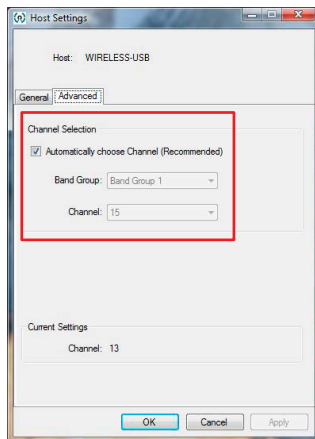 Host Settings
Host: WIRELESS-USB
General Advanced
Channel Selection
Automatically choose Channel (Recommended)
Band Group: Band Group 1
Channel: 15
Current Settings
Channel: 13
OK Cancel Apply